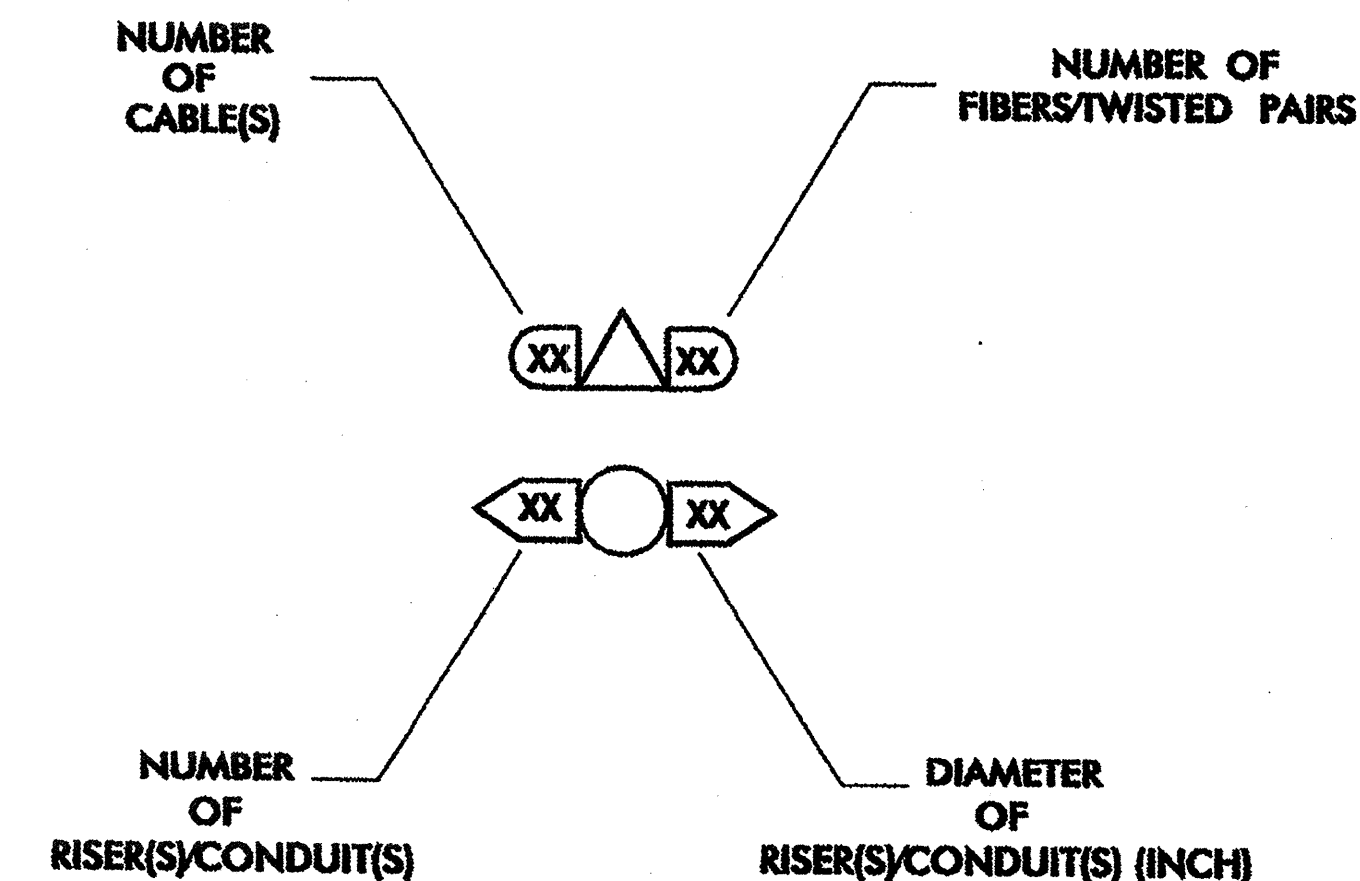 NUMBER
OF
CABLE(S)
NUMBER OF
FIBERS/TWISTED PAIRS
XX
XX
XX
XX
NUMBER
OF
RISER(S)/CONDUIT(S)
DIAMETER
OF
RISER(S)/CONDUIT(S) (INCH)